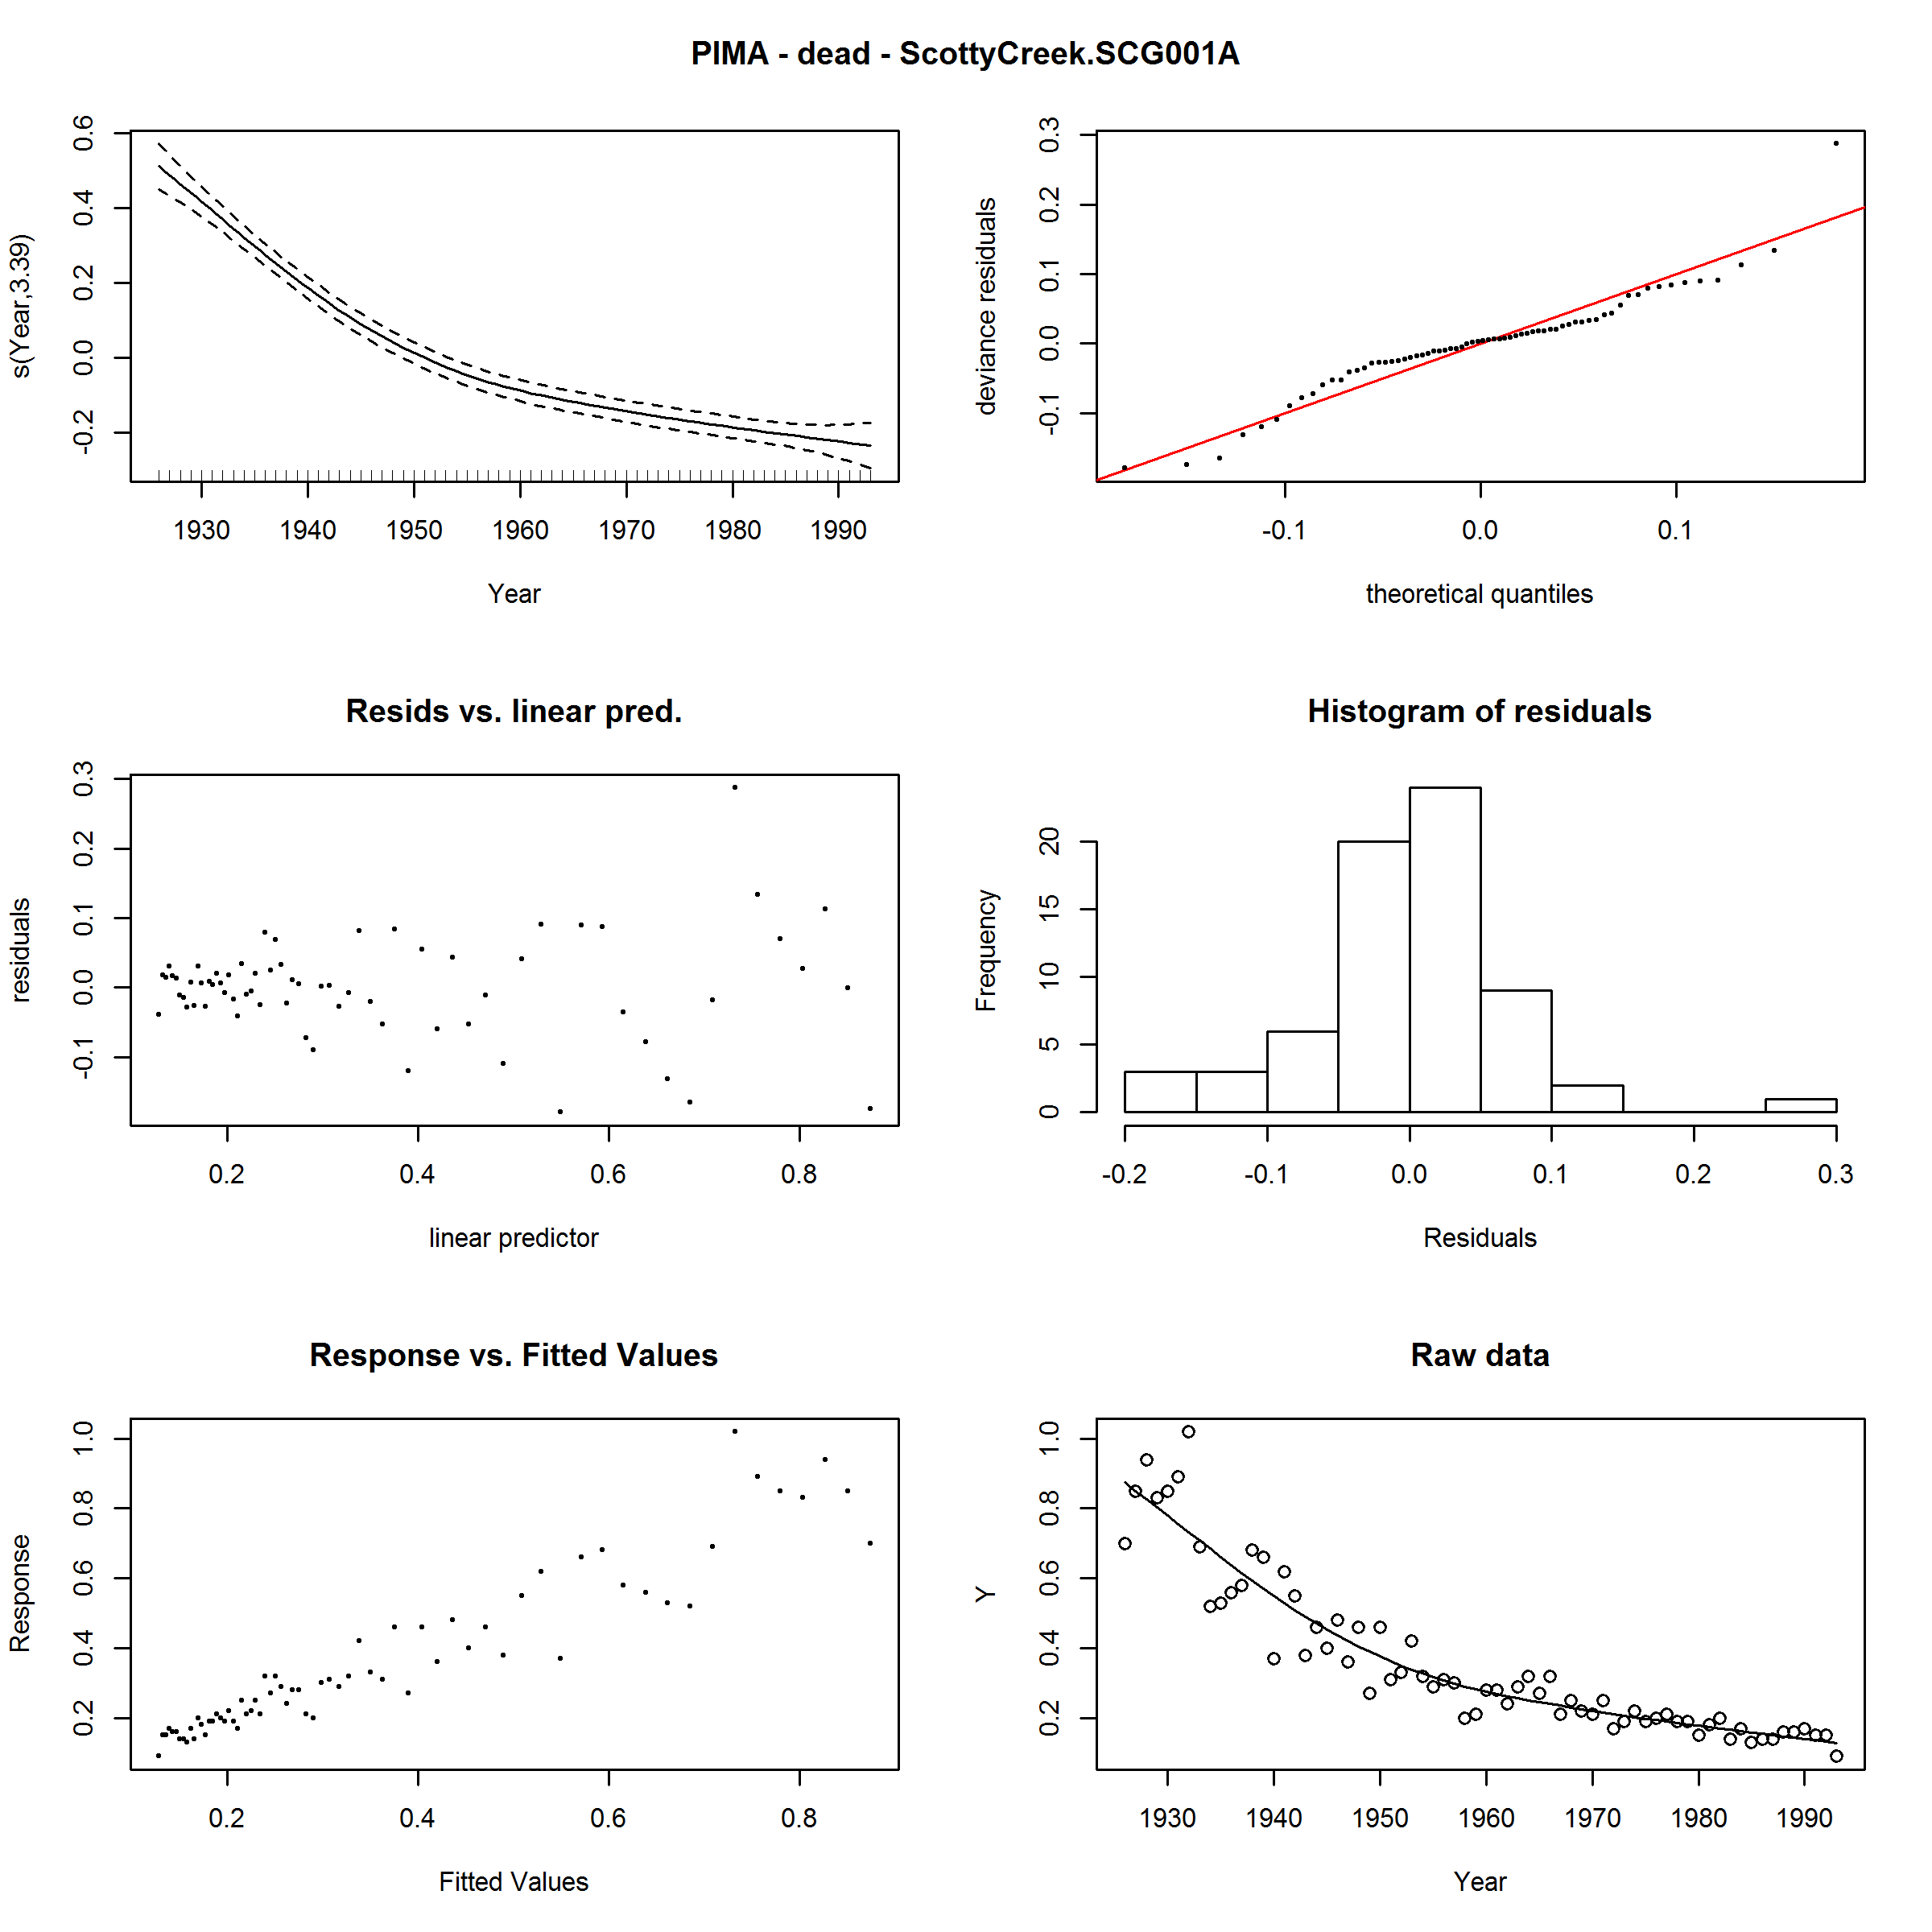 PIMA - dead - ScottyCreek.SCG001A
s(Year,3.39)
0.6
0.4
0.2
0.0
-0.2
1930 1940 1950 1960 1970 1980 1990
Year
deviance residuals
0.3
0.2
0.1
0.0
-0.1
-0.1 0.0 0.1
theoretical quantiles
Resids vs. linear pred.
residuals
0.3
0.2
0.1
0.0
-0.1
0.2 0.4 0.6 0.8
linear predictor
Histogram of residuals
Frequency
20
15
10
5
0
-0.2 -0.1 0.0 0.1 0.2 0.3
Residuals
Response vs. Fitted Values
Response
1.0
0.8
0.6
0.4
0.2
0.2 0.4 0.6 0.8
Fitted Values
Raw data
Y
1.0
0.8
0.6
0.4
0.2
1930 1940 1950 1960 1970 1980 1990
Year